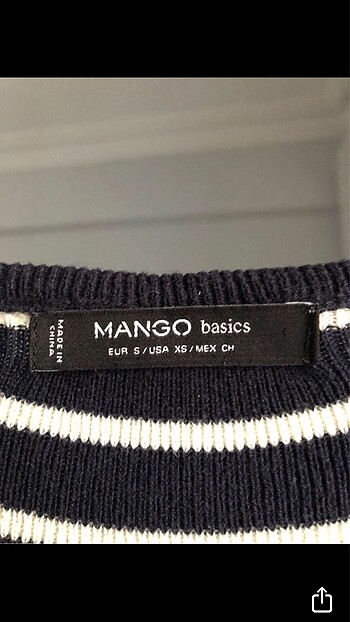 MANGO basics
EUR S / USA XS / MEX CH
MADE IN
CHINA